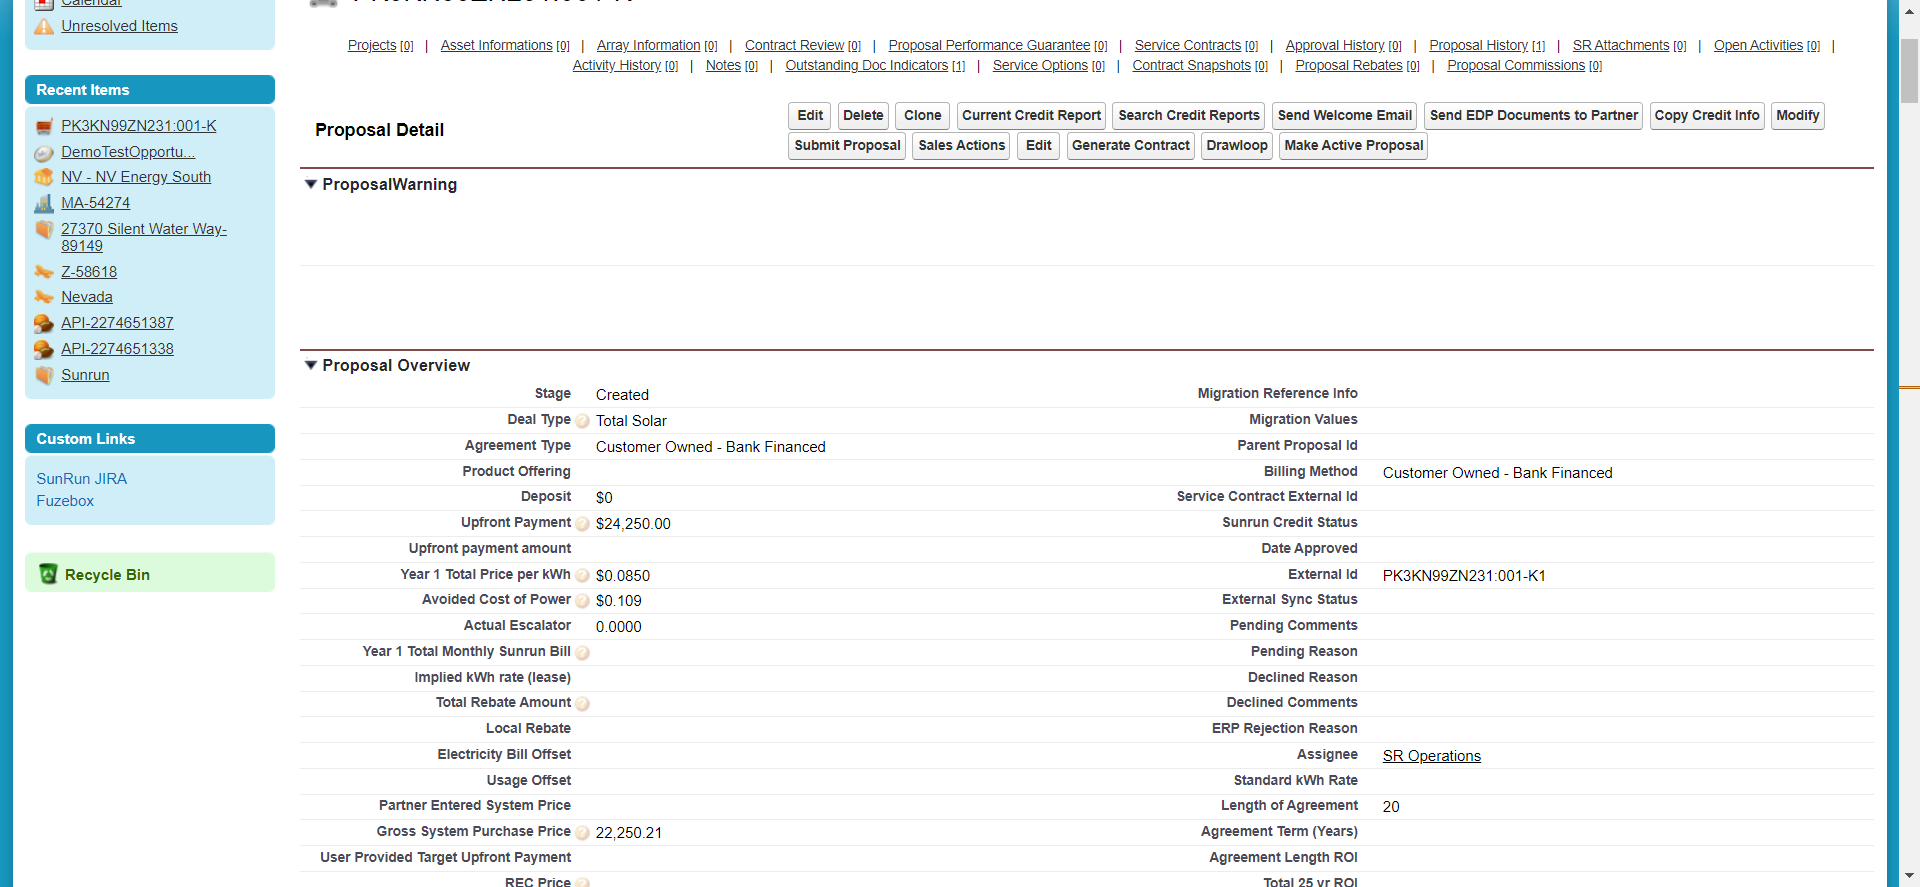 Calendar
Unresolved Items
Recent Items
PK3KN99ZN231:001-K
DemoTestOpportu...
NV - NV Energy South
MA-54274
27370 Silent Water Way-
89149
Z-58618
Nevada
API-2274651387
API-2274651338
Sunrun
Custom Links
SunRun JIRA
Fuzebox
Recycle Bin
Projects [0] | Asset Informations [0] | Array Information [0] | Contract Review [0] | Proposal Performance Guarantee [0] | Service Contracts [0] | Approval History [0] | Proposal History [1] | SR Attachments [0] | Open Activities [0] |
Activity History [0] | Notes [0] | Outstanding Doc Indicators [1] | Service Options [0] | Contract Snapshots [0] | Proposal Rebates [0] | Proposal Commissions [0]
Proposal Detail
Edit Delete Clone Current Credit Report Search Credit Reports Send Welcome Email Send EDP Documents to Partner Copy Credit Info Modify
Submit Proposal Sales Actions Edit Generate Contract Drawloop Make Active Proposal
ProposalWarning
Proposal Overview
Stage Created Migration Reference Info
Deal Type Total Solar Migration Values
Agreement Type Customer Owned - Bank Financed Parent Proposal Id
Product Offering Billing Method Customer Owned - Bank Financed
Deposit $0 Service Contract External Id
Upfront Payment $24,250.00 Sunrun Credit Status
Upfront payment amount Date Approved
Year 1 Total Price per kWh $0.0850 External Id PK3KN99ZN231:001-K1
Avoided Cost of Power $0.109 External Sync Status
Actual Escalator 0.0000 Pending Comments
Year 1 Total Monthly Sunrun Bill Pending Reason
Implied kWh rate (lease) Declined Reason
Total Rebate Amount Declined Comments
Local Rebate ERP Rejection Reason
Electricity Bill Offset Assignee SR Operations
Usage Offset Standard kWh Rate
Partner Entered System Price Length of Agreement 20
Gross System Purchase Price 22,250.21 Agreement Term (Years)
User Provided Target Upfront Payment Agreement Length ROI
REC Price Total 25 yr ROI